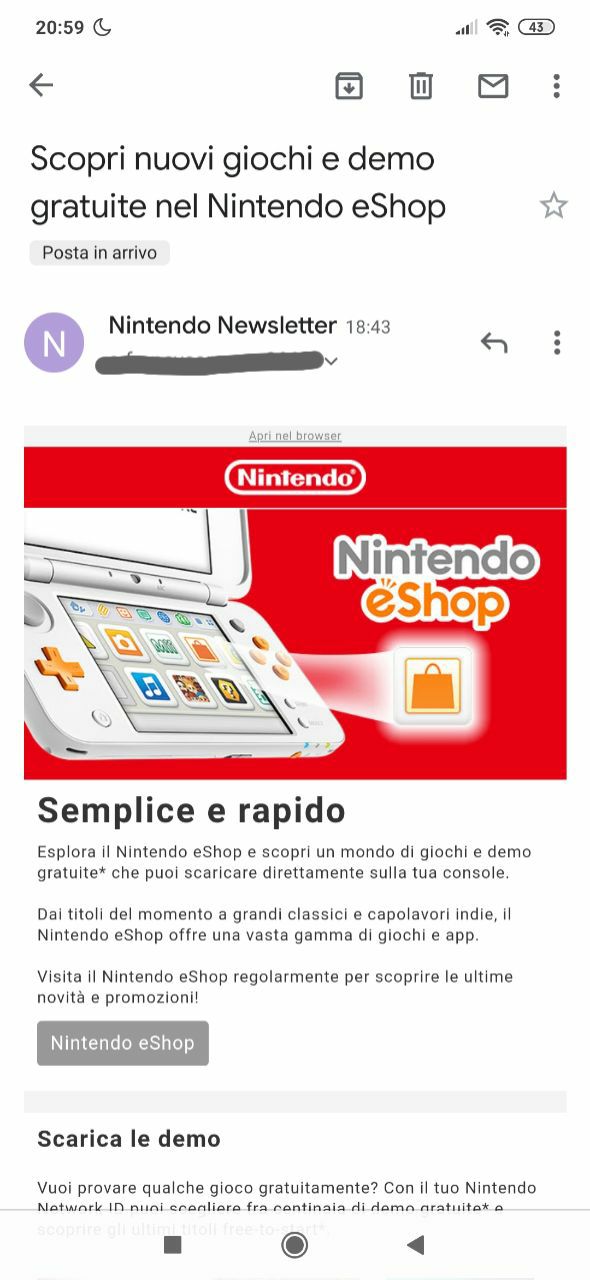 20:59
43
Scopri nuovi giochi e demo
gratuite nel Nintendo eShop
Posta in arrivo
N
Nintendo Newsletter 18:43
Apri nel browser
Nintendo
Nintendo
eShop
Semplice e rapido
Esplora il Nintendo eShop e scopri un mondo di giochi e demo
gratuite* che puoi scaricare direttamente sulla tua console.
Dai titoli del momento a grandi classici e capolavori indie, il
Nintendo eShop offre una vasta gamma di giochi e app.
Visita il Nintendo eShop regolarmente per scoprire le ultime
novità e promozioni!
Nintendo eShop
Scarica le demo
Vuoi provare qualche gioco gratuitamente? Con il tuo Nintendo
Network ID puoi scegliere fra centinaia di demo gratuite* e
scoprire gli ultimi titoli free-to-start*.